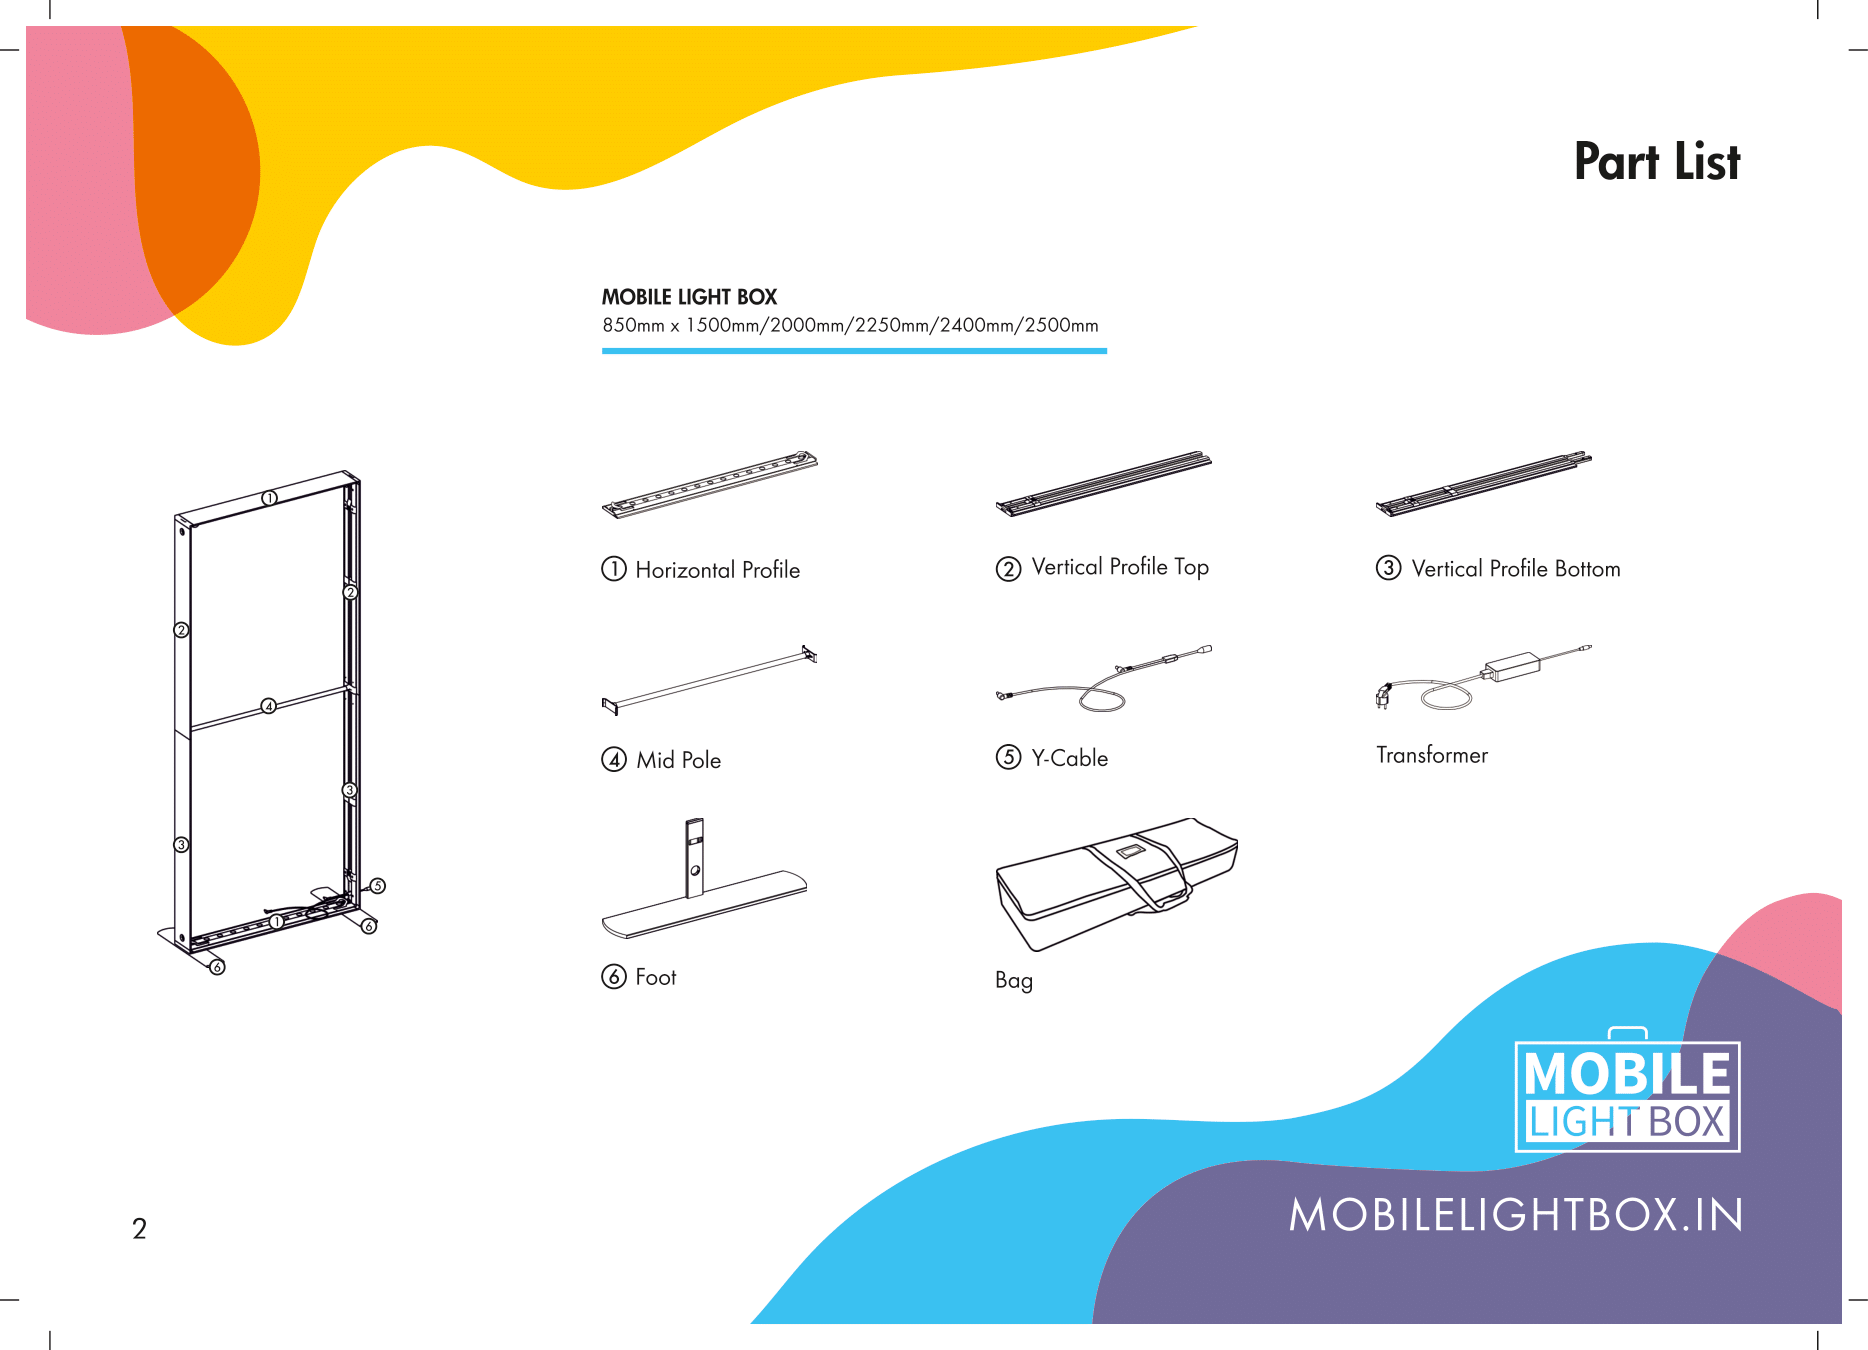 Part List
MOBILE LIGHT BOX
850mm x 1500mm/2000mm/2250mm/2400mm/2500mm
1 Horizontal Profile
2 Vertical Profile Top
3 Vertical Profile Bottom
4 Mid Pole
5 Y-Cable
Transformer
6 Foot
Bag
1
2
2
4
3
3
5
1
6
6
MOBILE
LIGHT BOX
MOBILELIGHTBOX.IN
2